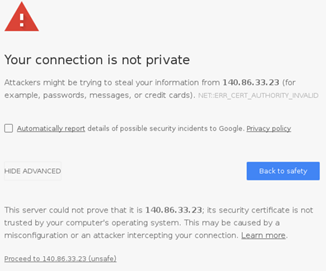 Your connection is not private
Attackers might be trying to steal your information from 140.86.33.23 (for
example, passwords, messages, or credit cards). NET::ERR_CERT_AUTHORITY_INVALID
Automatically report details of possible security incidents to Google. Privacy policy
HIDE ADVANCED
Back to safety
This server could not prove that it is 140.86.33.23; its security certificate is not
trusted by your computer's operating system. This may be caused by a
misconfiguration or an attacker intercepting your connection. Learn more.
Proceed to 140.86.33.23 (unsafe)